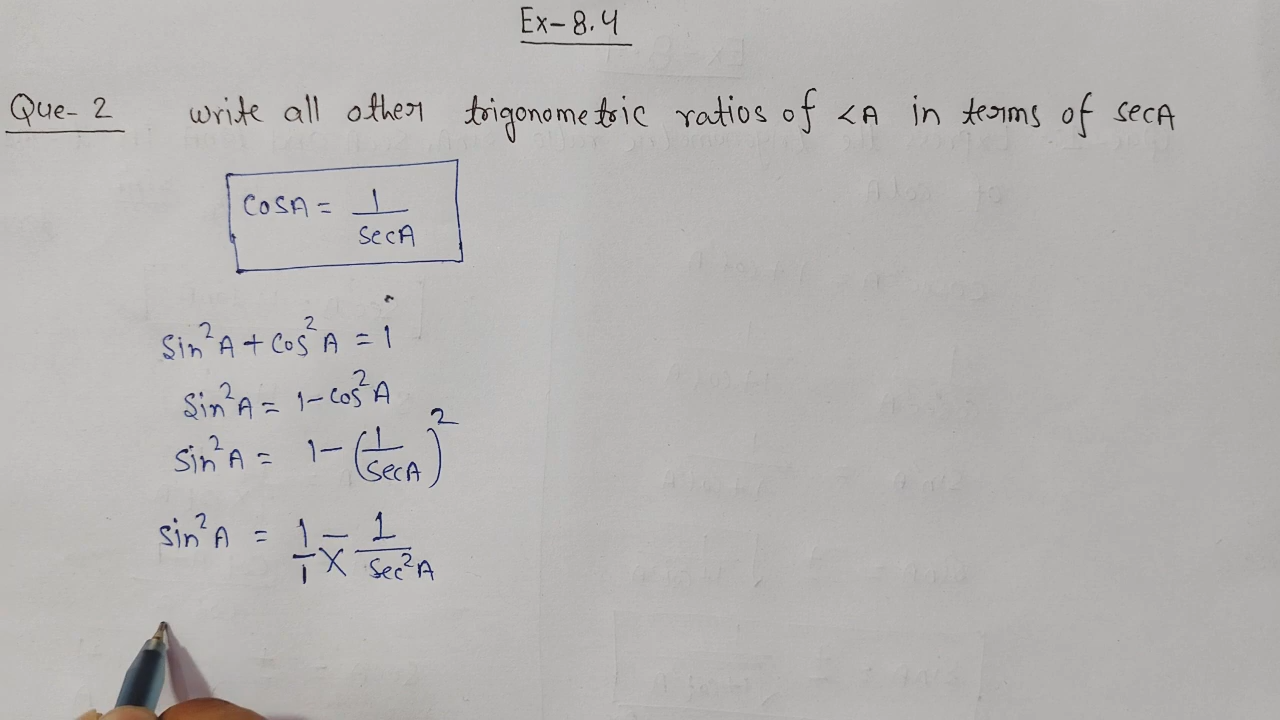 Ex-8.4
Que-2 write all other trigonometric ratios of <A in terms of secA
cosA = 1/secA
sin²A + cos²A = 1
sin²A = 1-cos²A
sin²A = 1-(1/secA)²
sin²A = 1/1 - × 1/sec²A